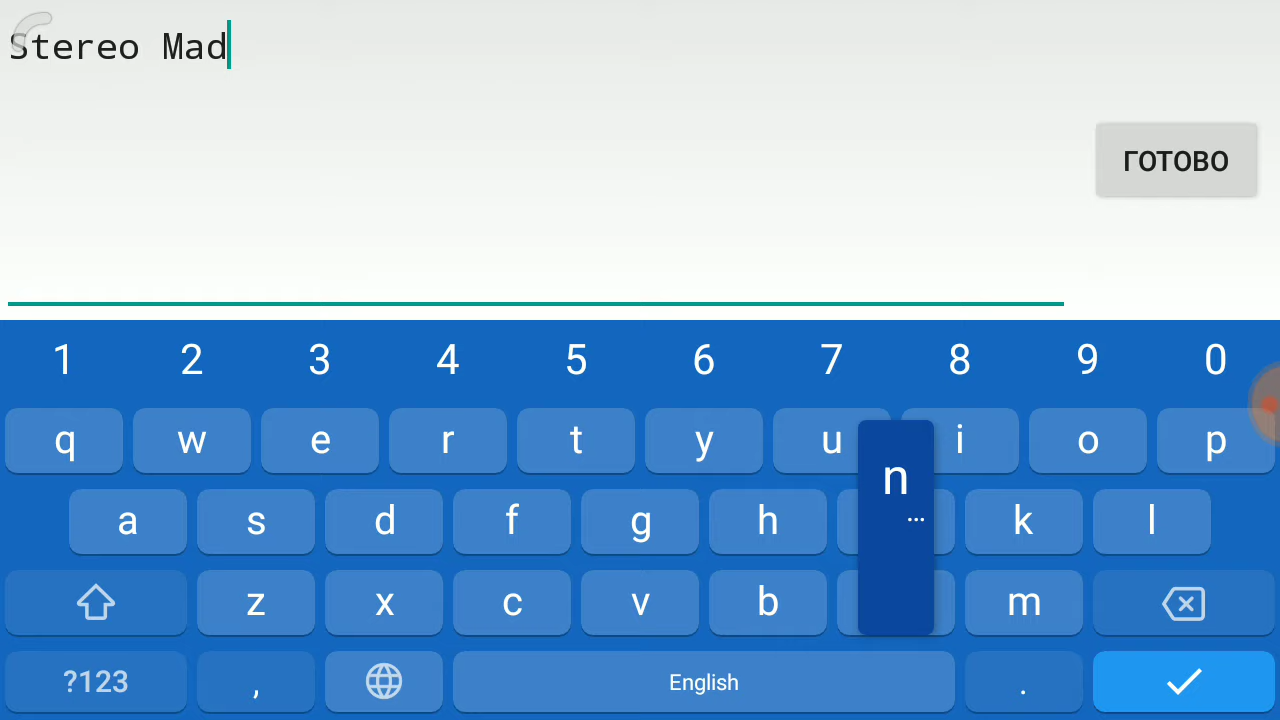 Stereo Mad
ГОТОВО
1 2 3 4 5 6 7 8 9 0
q w e r t y u i o p
n
...
a s d f g h k l
z x c v b m
?123 , English .